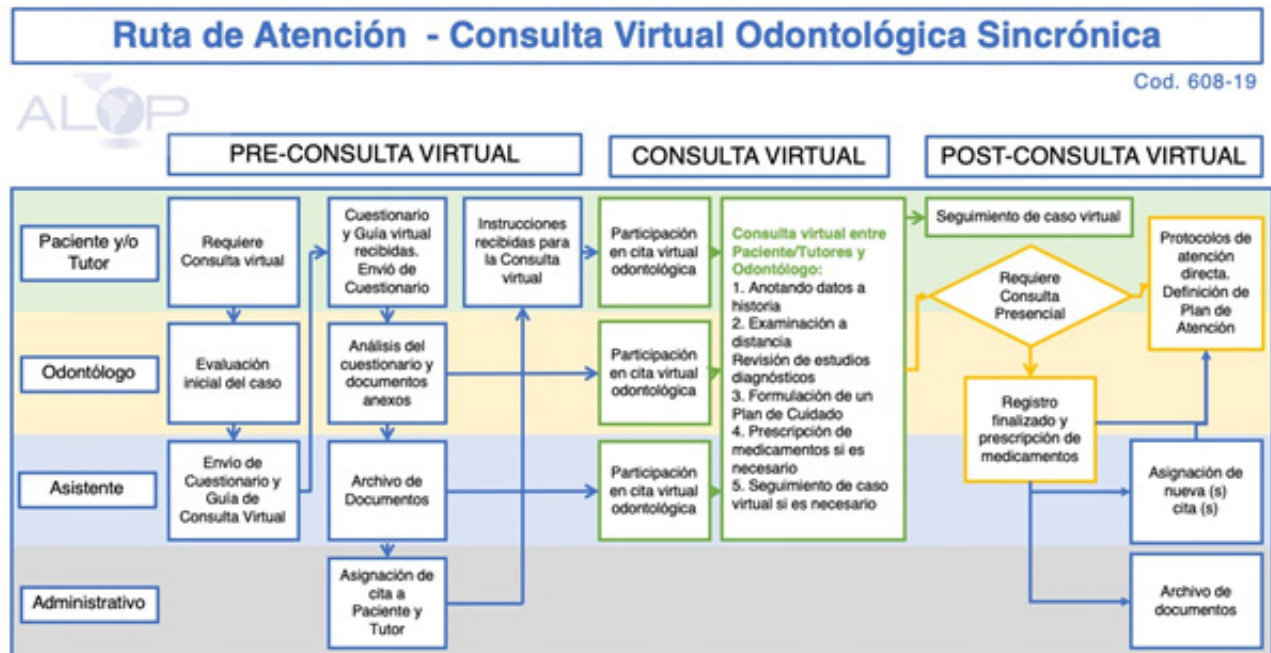 Ruta de Atención - Consulta Virtual Odontológica Sincrónica
Cod. 608-19
ALOP
PRE-CONSULTA VIRTUAL
CONSULTA VIRTUAL
POST-CONSULTA VIRTUAL
Paciente y/o
Tutor
Requiere
Consulta virtual
Cuestionario
y Guía virtual
recibidas.
Envió de
Cuestionario
Instrucciones
recibidas para
la Consulta
virtual
Participación
en cita virtual
odontológica
Consulta virtual entre
Paciente/Tutores y
Odontólogo:
1. Anotando datos a
historia
2. Examinación a
distancia
Revisión de estudios
diagnósticos
3. Formulación de un
Plan de Cuidado
4. Prescripción de
medicamentos si es
necesario
5. Seguimiento de caso
virtual si es necesario
Seguimiento de caso virtual
Requiere
Consulta
Presencial
Protocolos de
atención
directa.
Definición de
Plan de
Atención
Odontólogo
Evaluación
inicial del caso
Análisis del
cuestionario y
documentos
anexos
Participación
en cita virtual
odontológica
Registro
finalizado y
prescripción de
medicamentos
Asistente
Envío de
Cuestionario y
Guía de
Consulta Virtual
Archivo de
Documentos
Participación
en cita virtual
odontológica
Asignación de
nueva (s)
cita (s)
Administrativo
Asignación de
cita a
Paciente y
Tutor
Archivo de
documentos